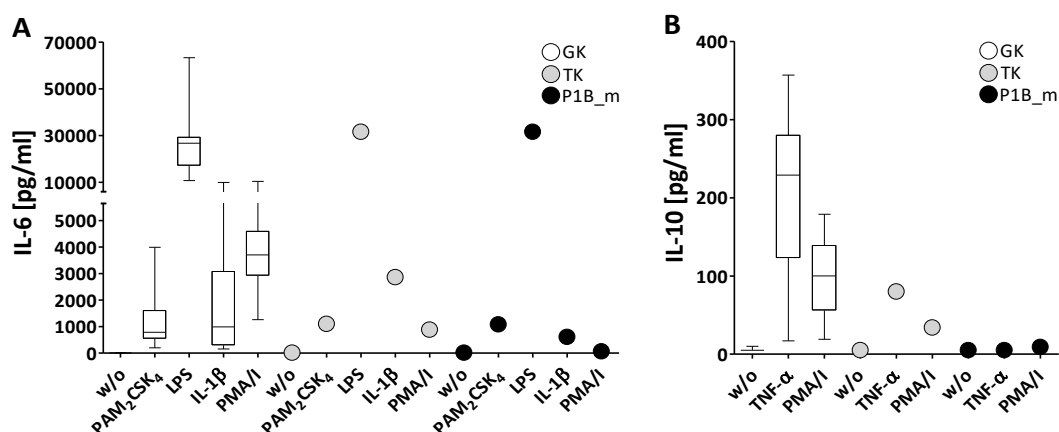 A
IL-6 [pg/ml]
70000
50000
30000
10000
5000
4000
3000
2000
1000
0
GK
TK
P1B_m
w/o
PAM₂CSK₄
LPS
IL-1β
PMA/I
w/o
PAM₂CSK₄
LPS
IL-1β
PMA/I
w/o
PAM₂CSK₄
LPS
IL-1β
PMA/I
B
IL-10 [pg/ml]
400
300
200
100
0
GK
TK
P1B_m
w/o
TNF-α
PMA/I
w/o
TNF-α
PMA/I
w/o
TNF-α
PMA/I